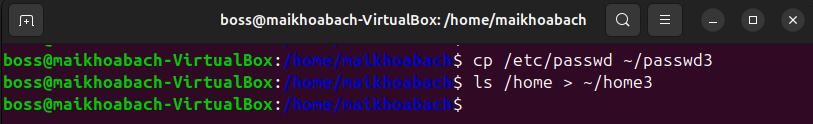 boss@maikhoabach-VirtualBox: /home/maikhoabach
boss@maikhoabach-VirtualBox:/home/maikhoabach$ cp /etc/passwd ~/passwd3
boss@maikhoabach-VirtualBox:/home/maikhoabach$ ls /home > ~/home3
boss@maikhoabach-VirtualBox:/home/maikhoabach$